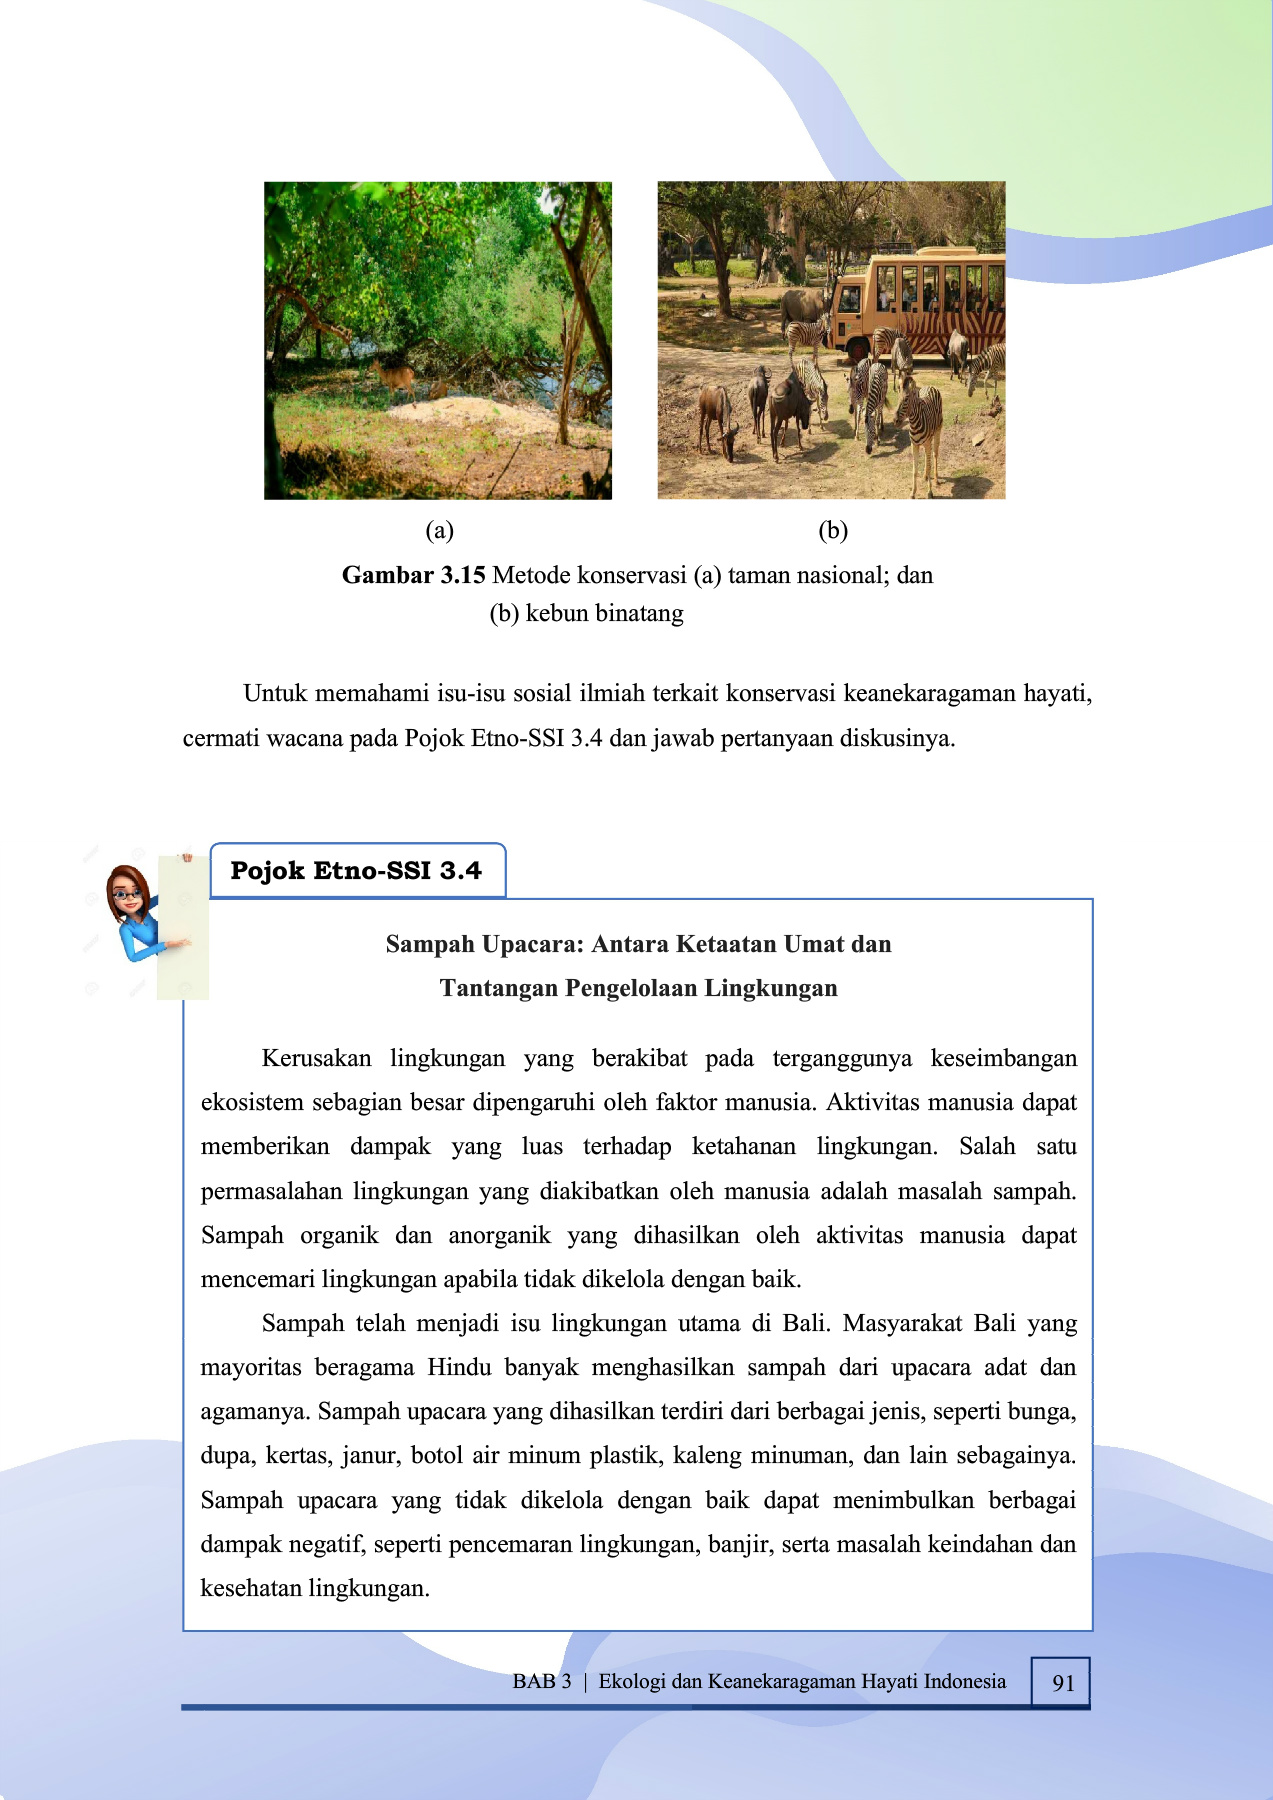 (a)
(b)
Gambar 3.15 Metode konservasi (a) taman nasional; dan
(b) kebun binatang
Untuk memahami isu-isu sosial ilmiah terkait konservasi keanekaragaman hayati,
cermati wacana pada Pojok Etno-SSI 3.4 dan jawab pertanyaan diskusinya.
Pojok Etno-SSI 3.4
Sampah Upacara: Antara Ketaatan Umat dan
Tantangan Pengelolaan Lingkungan
Kerusakan lingkungan yang berakibat pada terganggunya keseimbangan
ekosistem sebagian besar dipengaruhi oleh faktor manusia. Aktivitas manusia dapat
memberikan dampak yang luas terhadap ketahanan lingkungan. Salah satu
permasalahan lingkungan yang diakibatkan oleh manusia adalah masalah sampah.
Sampah organik dan anorganik yang dihasilkan oleh aktivitas manusia dapat
mencemari lingkungan apabila tidak dikelola dengan baik.
Sampah telah menjadi isu lingkungan utama di Bali. Masyarakat Bali yang
mayoritas beragama Hindu banyak menghasilkan sampah dari upacara adat dan
agamanya. Sampah upacara yang dihasilkan terdiri dari berbagai jenis, seperti bunga,
dupa, kertas, janur, botol air minum plastik, kaleng minuman, dan lain sebagainya.
Sampah upacara yang tidak dikelola dengan baik dapat menimbulkan berbagai
dampak negatif, seperti pencemaran lingkungan, banjir, serta masalah keindahan dan
kesehatan lingkungan.
BAB 3 | Ekologi dan Keanekaragaman Hayati Indonesia
91